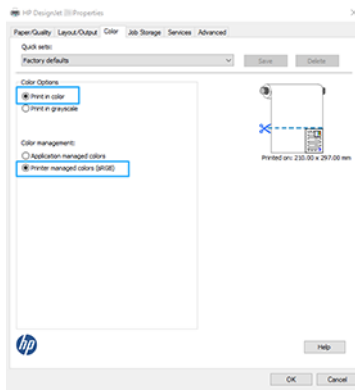 HP DesignJet Properties
Paper/Quality Layout/Output Color Job Storage Services Advanced
Quick sets:
Factory defaults
Save Delete
Color Options
Print in color
Print in grayscale
Color management:
Application managed colors
Printer managed colors (sRGB)
Printed on: 210.00 x 297.00 mm
hp
Help
OK Cancel